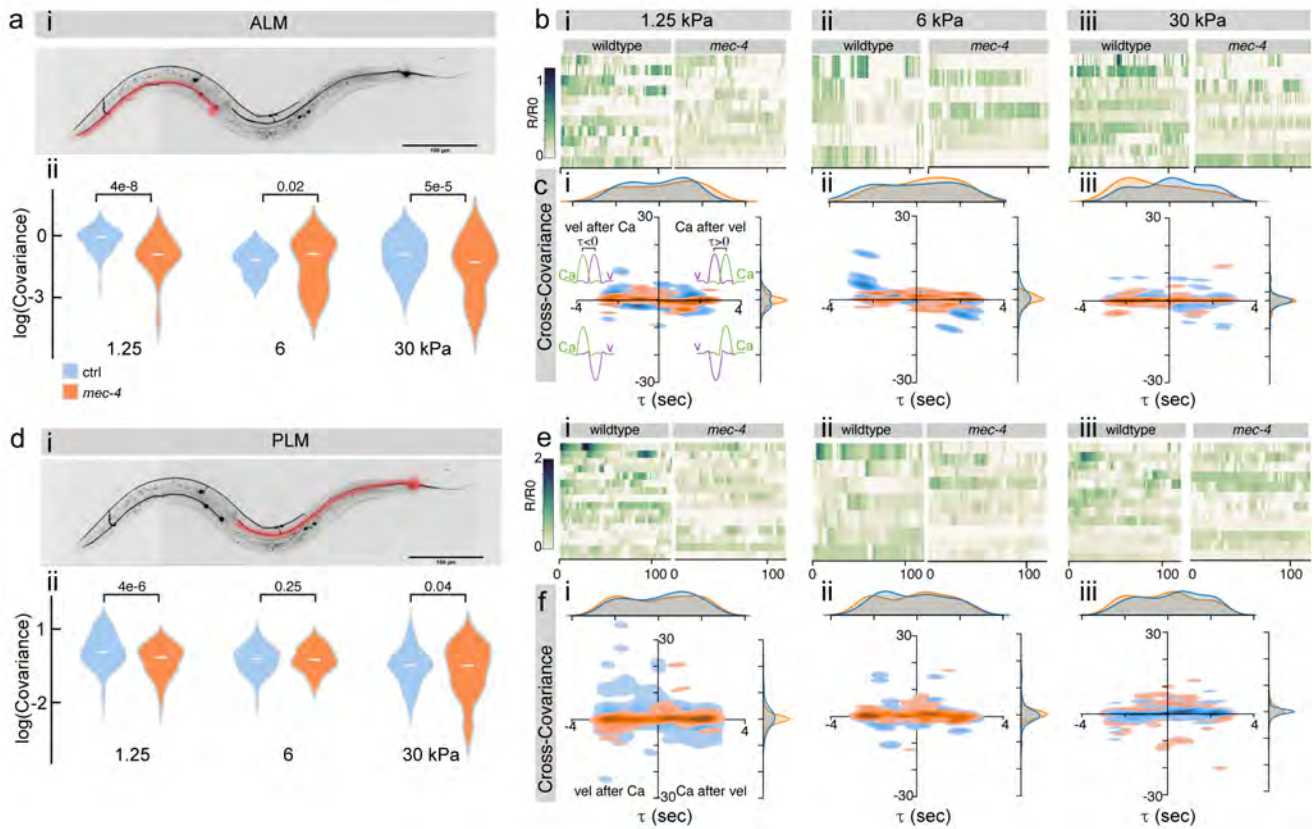 a
i
ALM
100 µm
ii
4e-8
0.02
5e-5
log(Covariance)
0
-3
1.25
6
30 kPa
ctrl
mec-4
b
i
1.25 kPa
ii
6 kPa
iii
30 kPa
wildtype
mec-4
wildtype
mec-4
wildtype
mec-4
R/R0
1
0
c
i
ii
iii
Cross-Covariance
30
30
30
vel after Ca
Ca after vel
τ<0
τ>0
Ca
v
v
Ca
-4
4
-4
4
-4
4
Ca
v
v
Ca
-30
-30
-30
τ (sec)
τ (sec)
τ (sec)
d
i
PLM
100 µm
ii
4e-6
0.25
0.04
log(Covariance)
1
-2
1.25
6
30 kPa
e
i
ii
iii
wildtype
mec-4
wildtype
mec-4
wildtype
mec-4
R/R0
2
0
0
100
0
100
0
100
0
100
0
100
0
100
f
i
ii
iii
Cross-Covariance
30
30
30
-4
4
-4
4
-4
4
vel after Ca
Ca after vel
-30
-30
-30
τ (sec)
τ (sec)
τ (sec)